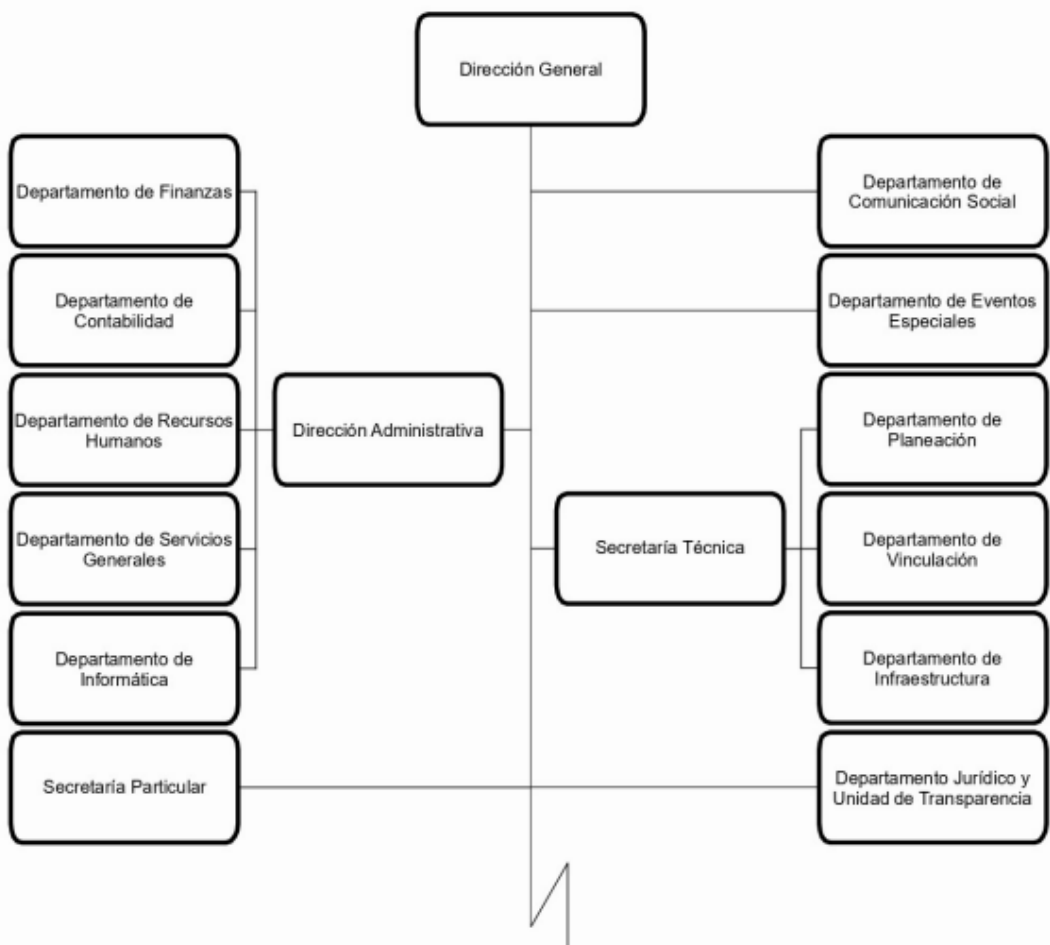 Dirección General
Departamento de Finanzas
Departamento de
Comunicación Social
Departamento de
Contabilidad
Departamento de Eventos
Especiales
Departamento de Recursos
Humanos
Dirección Administrativa
Departamento de
Planeación
Departamento de Servicios
Generales
Secretaría Técnica
Departamento de
Vinculación
Departamento de
Informática
Departamento de
Infraestructura
Secretaría Particular
Departamento Jurídico y
Unidad de Transparencia